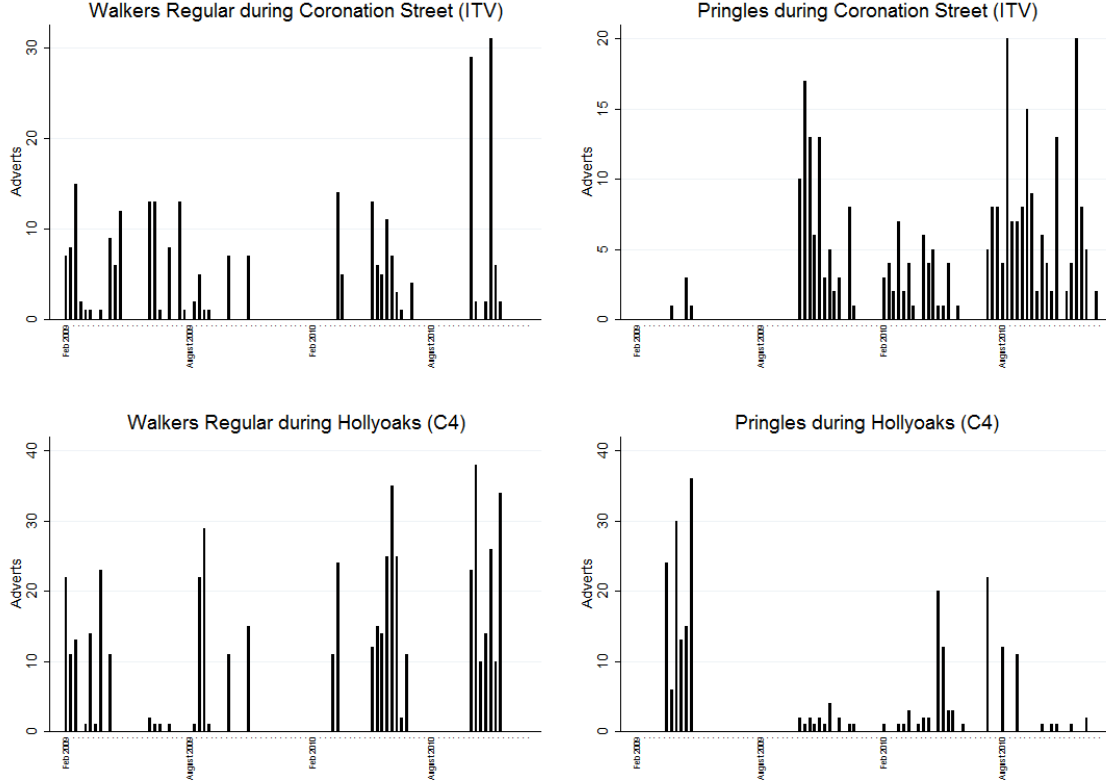 Walkers Regular during Coronation Street (ITV)
Adverts
0
10
20
30
Feb 2009
August 2009
Feb 2010
August 2010
Pringles during Coronation Street (ITV)
Adverts
0
5
10
15
20
Feb 2009
August 2009
Feb 2010
August 2010
Walkers Regular during Hollyoaks (C4)
Adverts
0
10
20
30
40
Feb 2009
August 2009
Feb 2010
August 2010
Pringles during Hollyoaks (C4)
Adverts
0
10
20
30
40
Feb 2009
August 2009
Feb 2010
August 2010